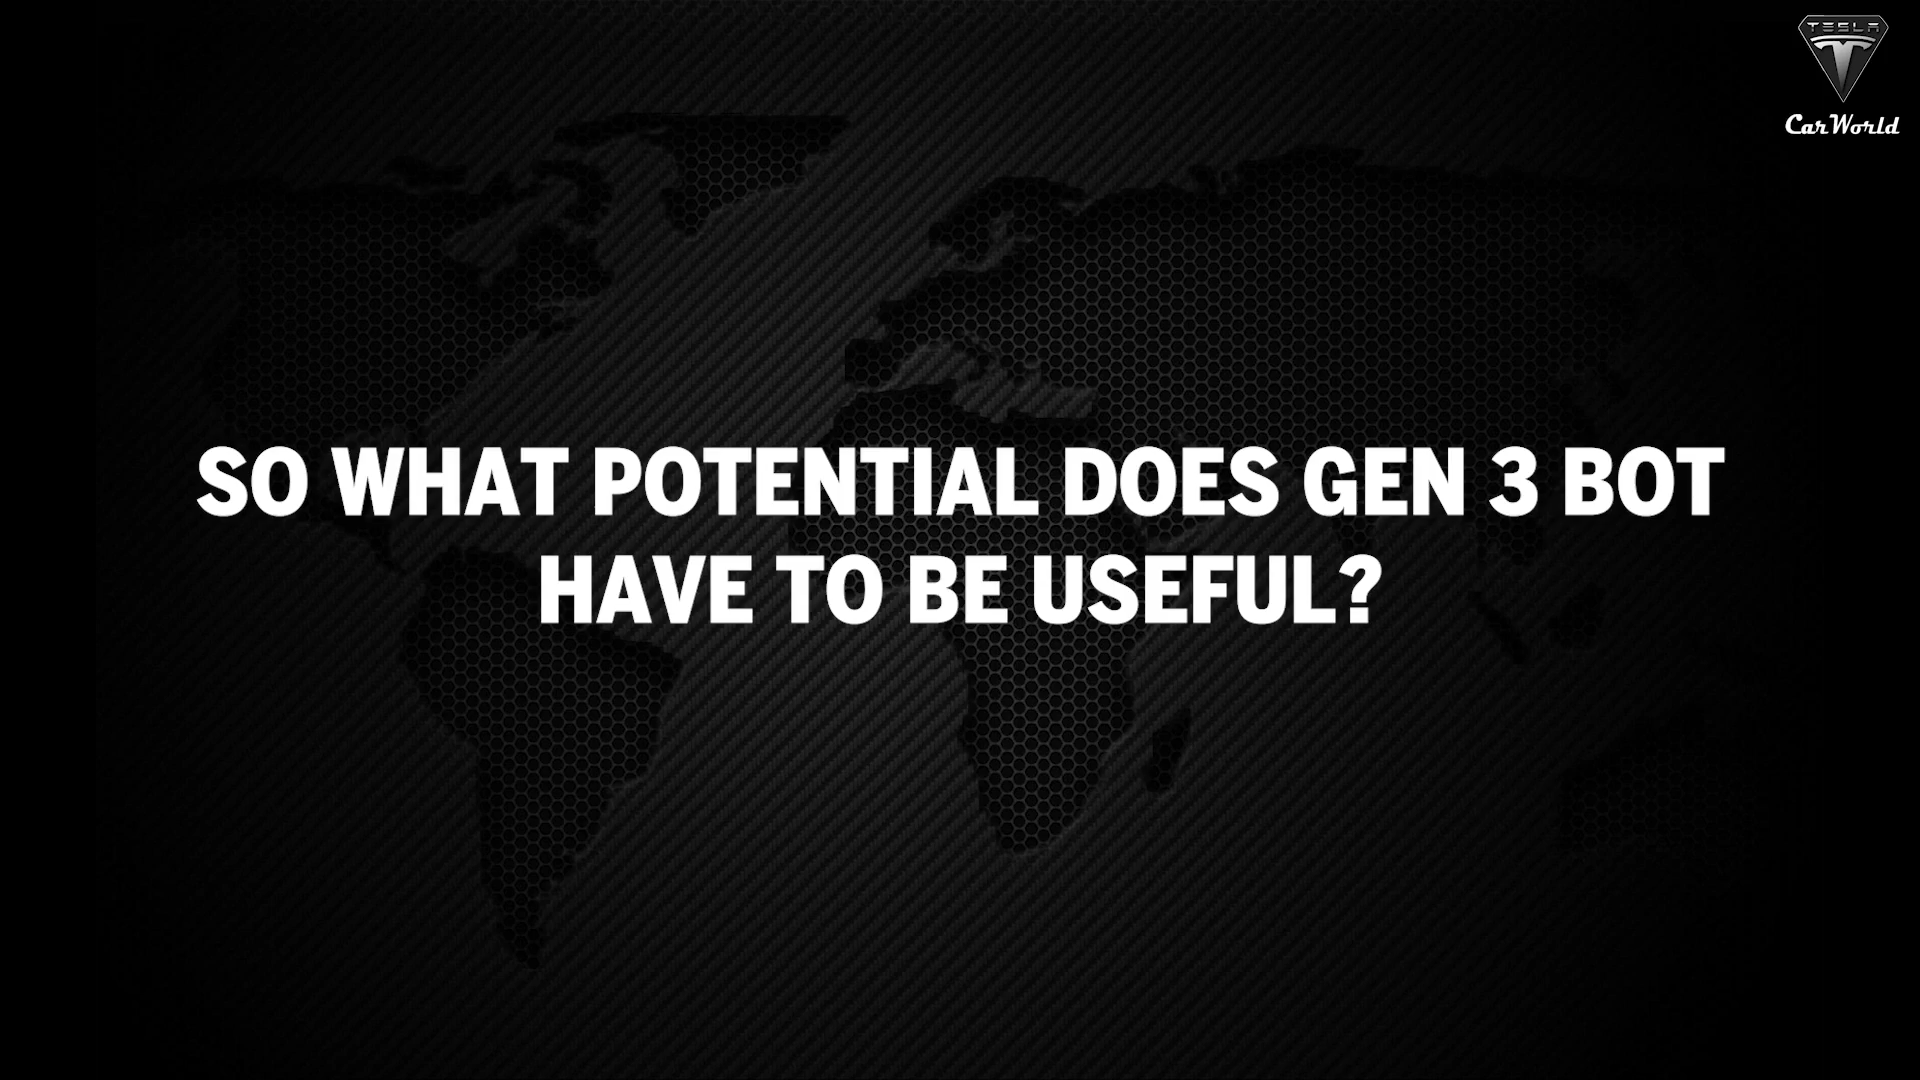 TESLA
CarWorld
SO WHAT POTENTIAL DOES GEN 3 BOT
HAVE TO BE USEFUL?